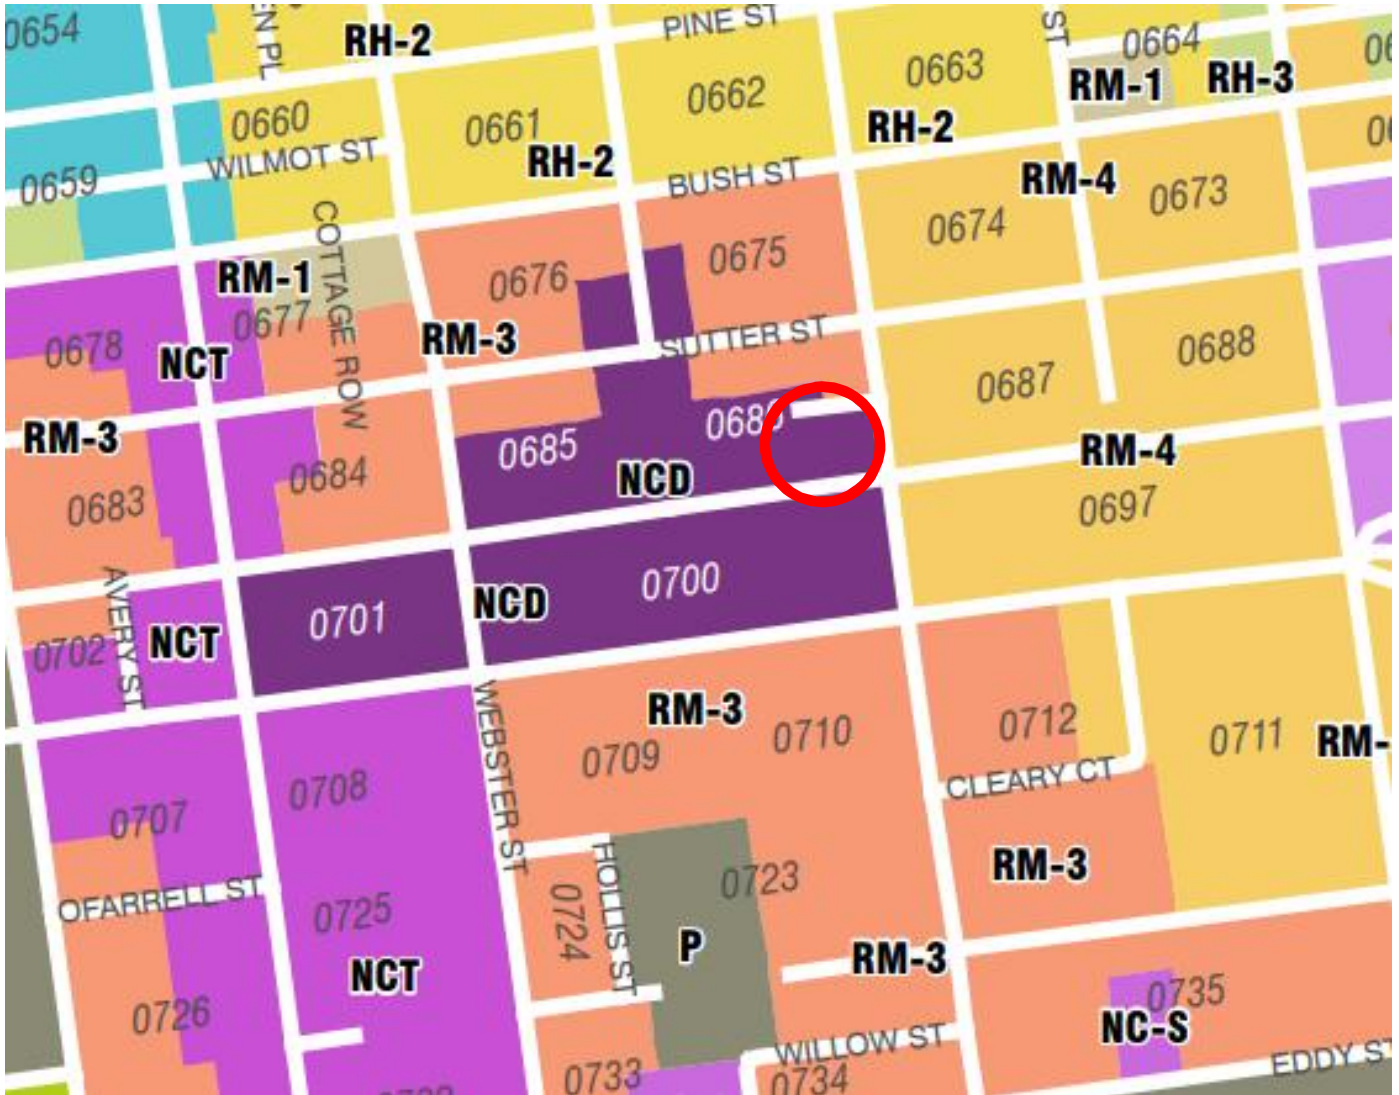 0654
EN PL
RH-2
PINE ST
ST
0664
0663
RM-1
RH-3
0660
0661
0662
RH-2
WILMOT ST
RH-2
BUSH ST
RM-4
0659
0673
0674
COTTAGE ROW
RM-1
0676
0675
0677
0678
NCT
RM-3
SUTTER ST
0687
0688
RM-3
0685
NCD
RM-4
0683
0684
0697
AVERY ST
0701
NCD
0700
0702
NCT
WEBSTER ST
RM-3
0709
0710
0712
0711
RM-
CLEARY CT
0707
0708
OFARRELL ST
HOLLIS ST
0723
RM-3
0724
0725
P
RM-3
NCT
0726
0735
NC-S
WILLOW ST
EDDY ST
0733
0734